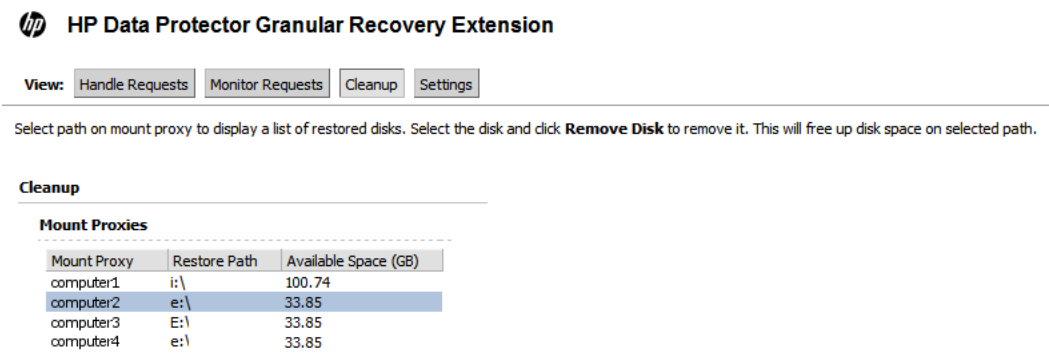 hp HP Data Protector Granular Recovery Extension
View: Handle Requests Monitor Requests Cleanup Settings
Select path on mount proxy to display a list of restored disks. Select the disk and click Remove Disk to remove it. This will free up disk space on selected path.
Cleanup
Mount Proxies
Mount Proxy Restore Path Available Space (GB)
computer1 i:\ 100.74
computer2 e:\ 33.85
computer3 E:\ 33.85
computer4 e:\ 33.85